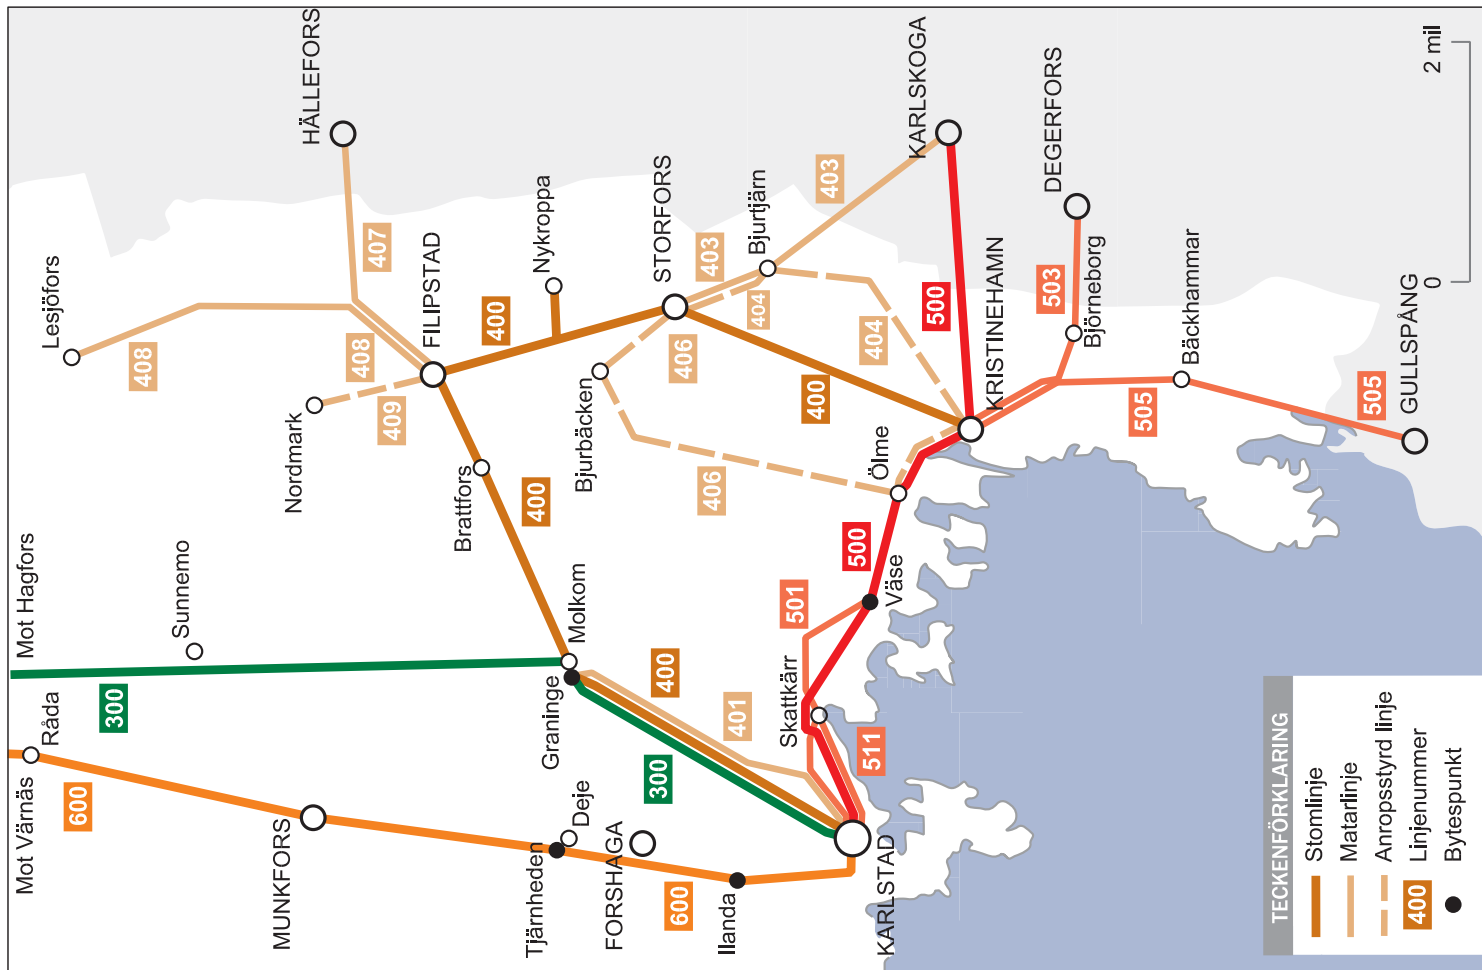 Mot Värnäs
Råda
600
Mot Hagfors
300
Sunnemo
MUNKFORS
Tjärnheden
Deje
FORSHAGA
600
Ilanda
KARLSTAD
Graninge
Molkom
300
400
401
Brattfors
400
Nordmark
409
Lesjöfors
408
408
FILIPSTAD
407
HÄLLEFORS
400
Nykroppa
STORFORS
403
404
Bjurtjärn
403
404
406
Bjurbäcken
406
400
KARLSKOGA
500
KRISTINEHAMN
Ölme
500
Väse
501
Skattkärr
511
DEGERFORS
503
Björneborg
Bäckhammar
505
505
GULLSPÅNG
0
2 mil
TECKENFÖRKLARING
Stomlinje
Matarlinje
Anropsstyrd linje
400
Linjenummer
Bytespunkt